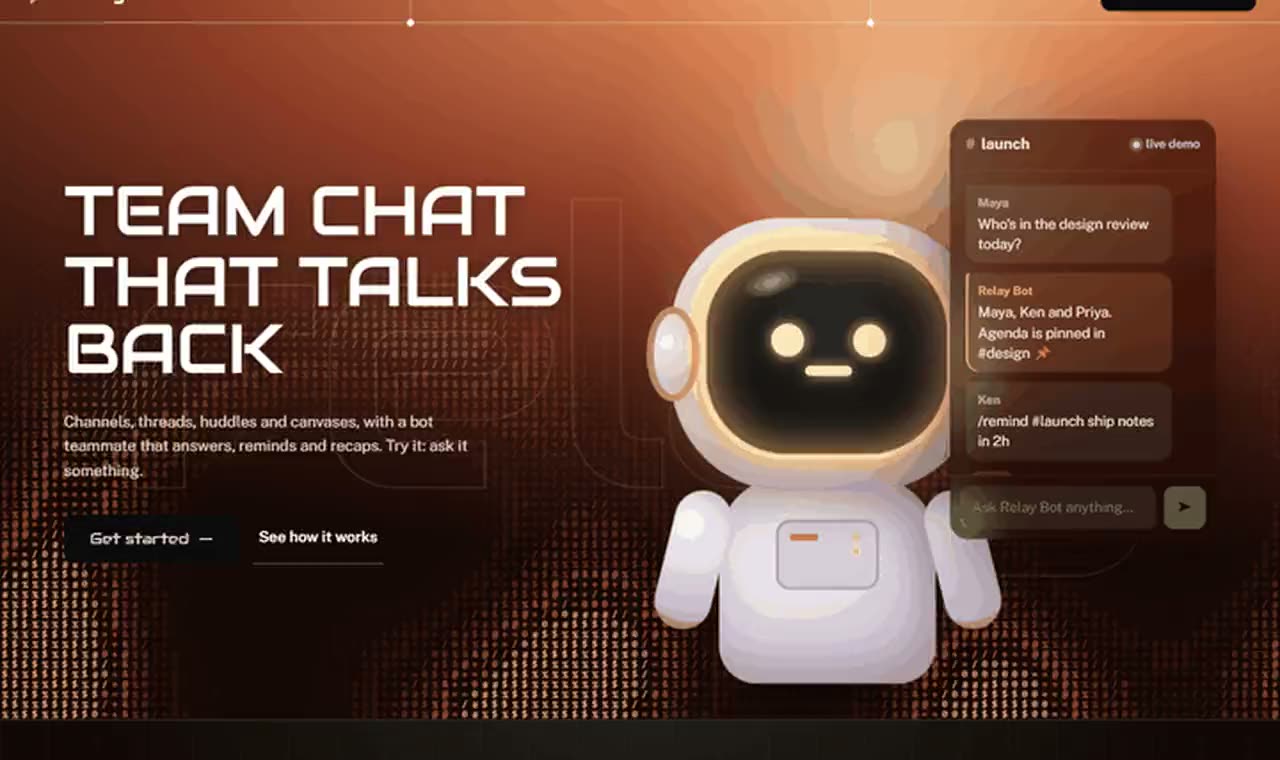 TEAM CHAT
THAT TALKS
BACK
Channels, threads, huddles and canvases, with a bot
teammate that answers, reminds and recaps. Try it: ask it
something.
Get started —
See how it works
# launch
live demo
Maya
Who's in the design review
today?
Relay Bot
Maya, Ken and Priya.
Agenda is pinned in
#design 📌
Ken
/remind #launch ship notes
in 2h
Ask Relay Bot anything...